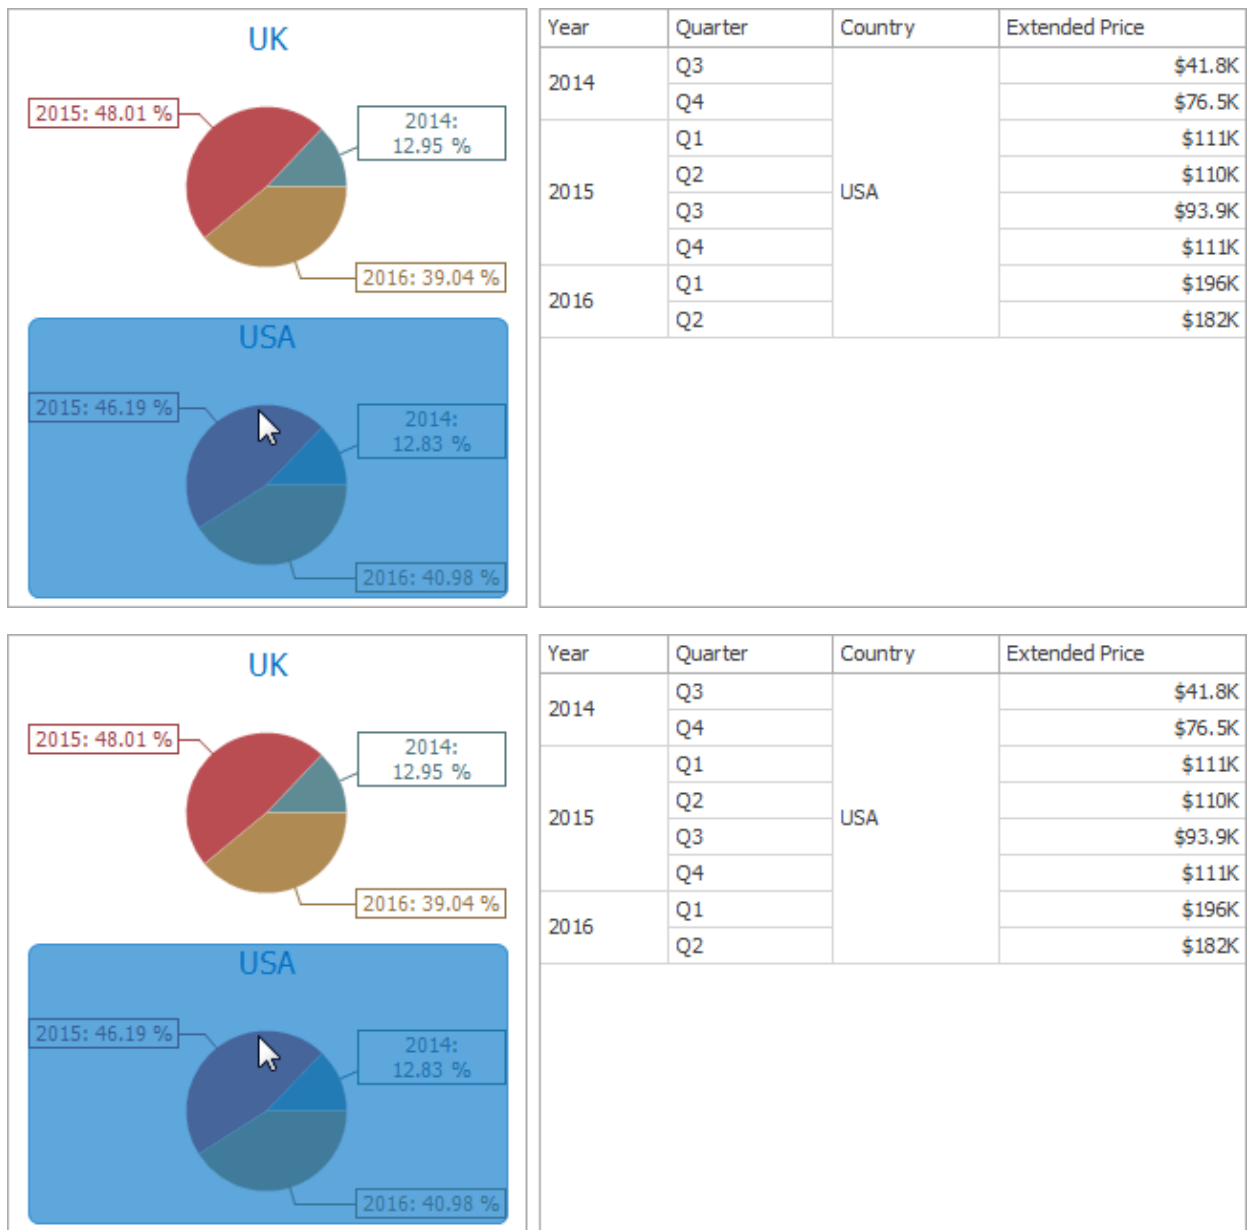 UK
2015: 48.01 %
2014:
12.95 %
2016: 39.04 %
USA
2015: 46.19 %
2014:
12.83 %
2016: 40.98 %
Year Quarter Country Extended Price
2014 Q3 USA $41.8K
Q4 $76.5K
2015 Q1 $111K
Q2 $110K
Q3 $93.9K
Q4 $111K
2016 Q1 $196K
Q2 $182K
UK
2015: 48.01 %
2014:
12.95 %
2016: 39.04 %
USA
2015: 46.19 %
2014:
12.83 %
2016: 40.98 %
Year Quarter Country Extended Price
2014 Q3 USA $41.8K
Q4 $76.5K
2015 Q1 $111K
Q2 $110K
Q3 $93.9K
Q4 $111K
2016 Q1 $196K
Q2 $182K